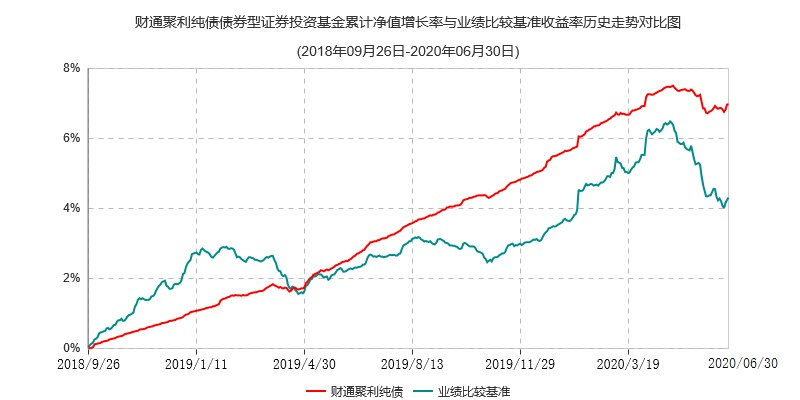 财通聚利纯债债券型证券投资基金累计净值增长率与业绩比较基准收益率历史走势对比图
(2018年09月26日-2020年06月30日)
8%
6%
4%
2%
0%
2018/9/26 2019/1/11 2019/4/30 2019/8/13 2019/11/29 2020/3/19 2020/06/30
财通聚利纯债 业绩比较基准